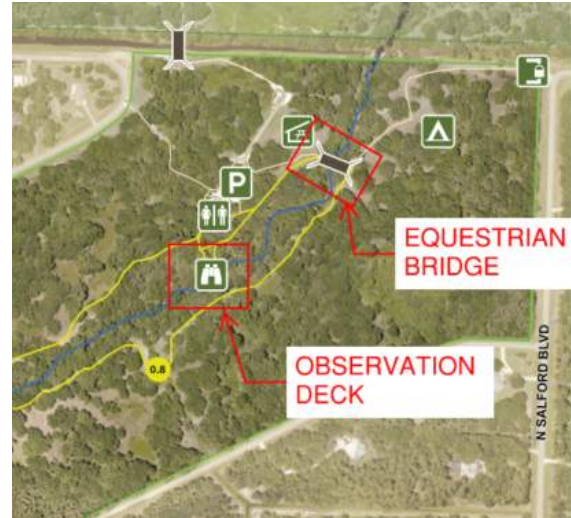 P
EQUESTRIAN
BRIDGE
OBSERVATION
DECK
0.8
N SALFORD BLVD